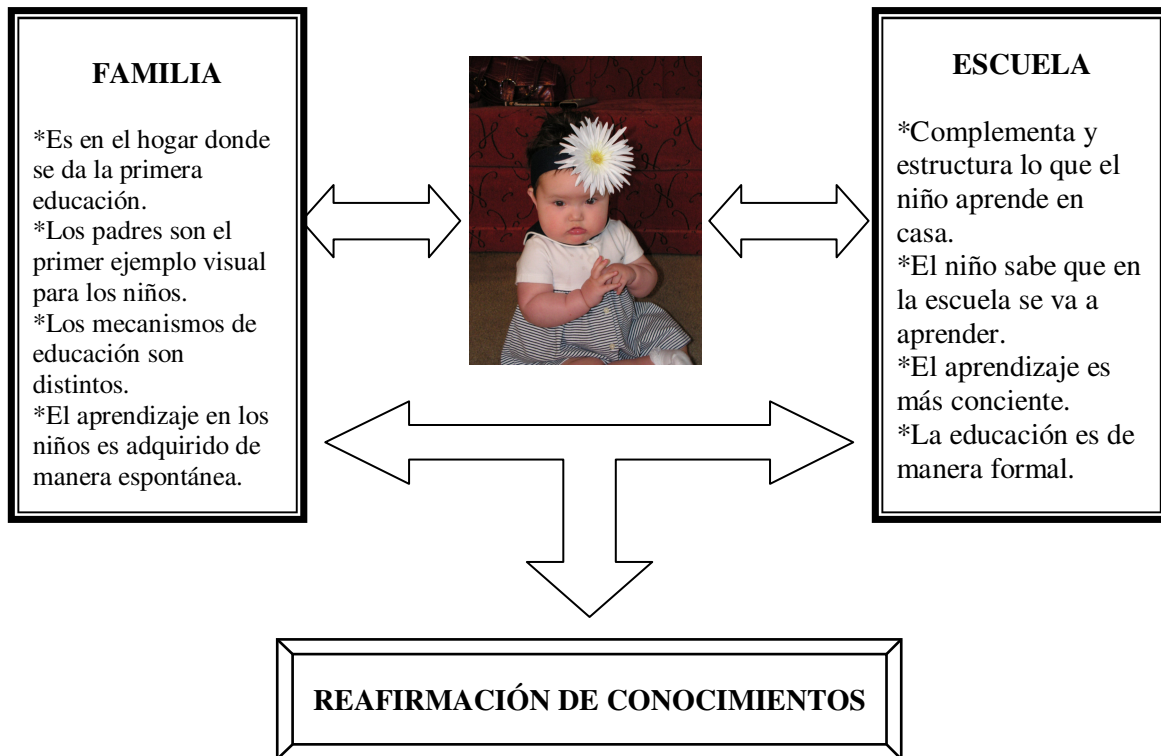 FAMILIA
*Es en el hogar donde
se da la primera
educación.
*Los padres son el
primer ejemplo visual
para los niños.
*Los mecanismos de
educación son
distintos.
*El aprendizaje en los
niños es adquirido de
manera espontánea.
ESCUELA
*Complementa y
estructura lo que el
niño aprende en
casa.
*El niño sabe que en
la escuela se va a
aprender.
*El aprendizaje es
más conciente.
*La educación es de
manera formal.
REAFIRMACIÓN DE CONOCIMIENTOS